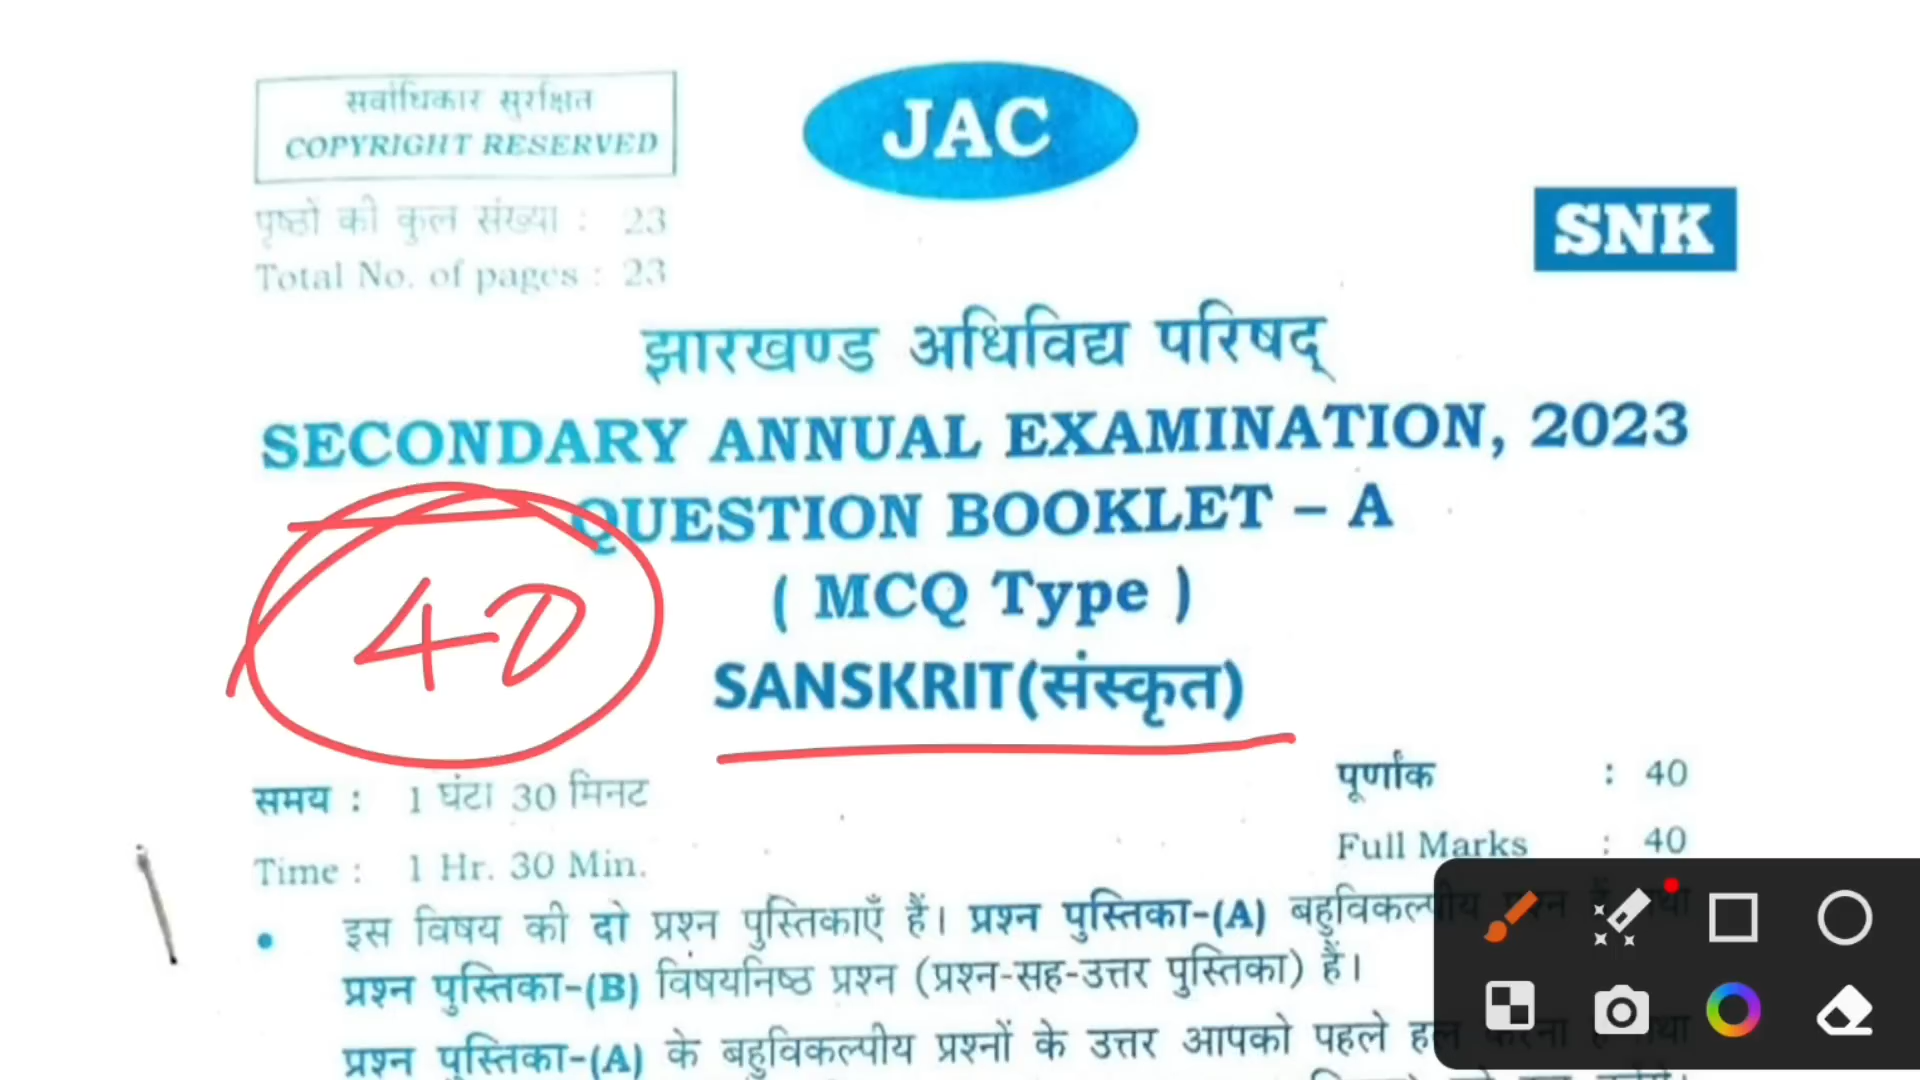 सर्वाधिकार सुरक्षित
COPYRIGHT RESERVED
JAC
पृष्ठों की कुल संख्या : 23
Total No. of pages : 23
SNK
झारखण्ड अधिविद्य परिषद्
SECONDARY ANNUAL EXAMINATION, 2023
QUESTION BOOKLET – A
( MCQ Type )
40
SANSKRIT(संस्कृत)
समय : 1 घंटा 30 मिनट
पूर्णांक : 40
Time : 1 Hr. 30 Min.
Full Marks : 40
• इस विषय की दो प्रश्न पुस्तिकाएँ हैं। प्रश्न पुस्तिका-(A) बहुविकल्पीय
प्रश्न पुस्तिका-(B) विषयनिष्ठ प्रश्न (प्रश्न-सह-उत्तर पुस्तिका) हैं।
प्रश्न पुस्तिका-(A) के बहुविकल्पीय प्रश्नों के उत्तर आपको पहले